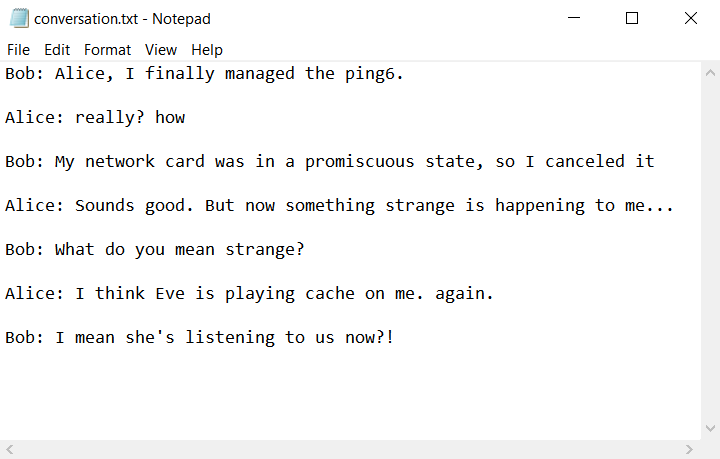 conversation.txt - Notepad
File Edit Format View Help
Bob: Alice, I finally managed the ping6.
Alice: really? how
Bob: My network card was in a promiscuous state, so I canceled it
Alice: Sounds good. But now something strange is happening to me...
Bob: What do you mean strange?
Alice: I think Eve is playing cache on me. again.
Bob: I mean she's listening to us now?!